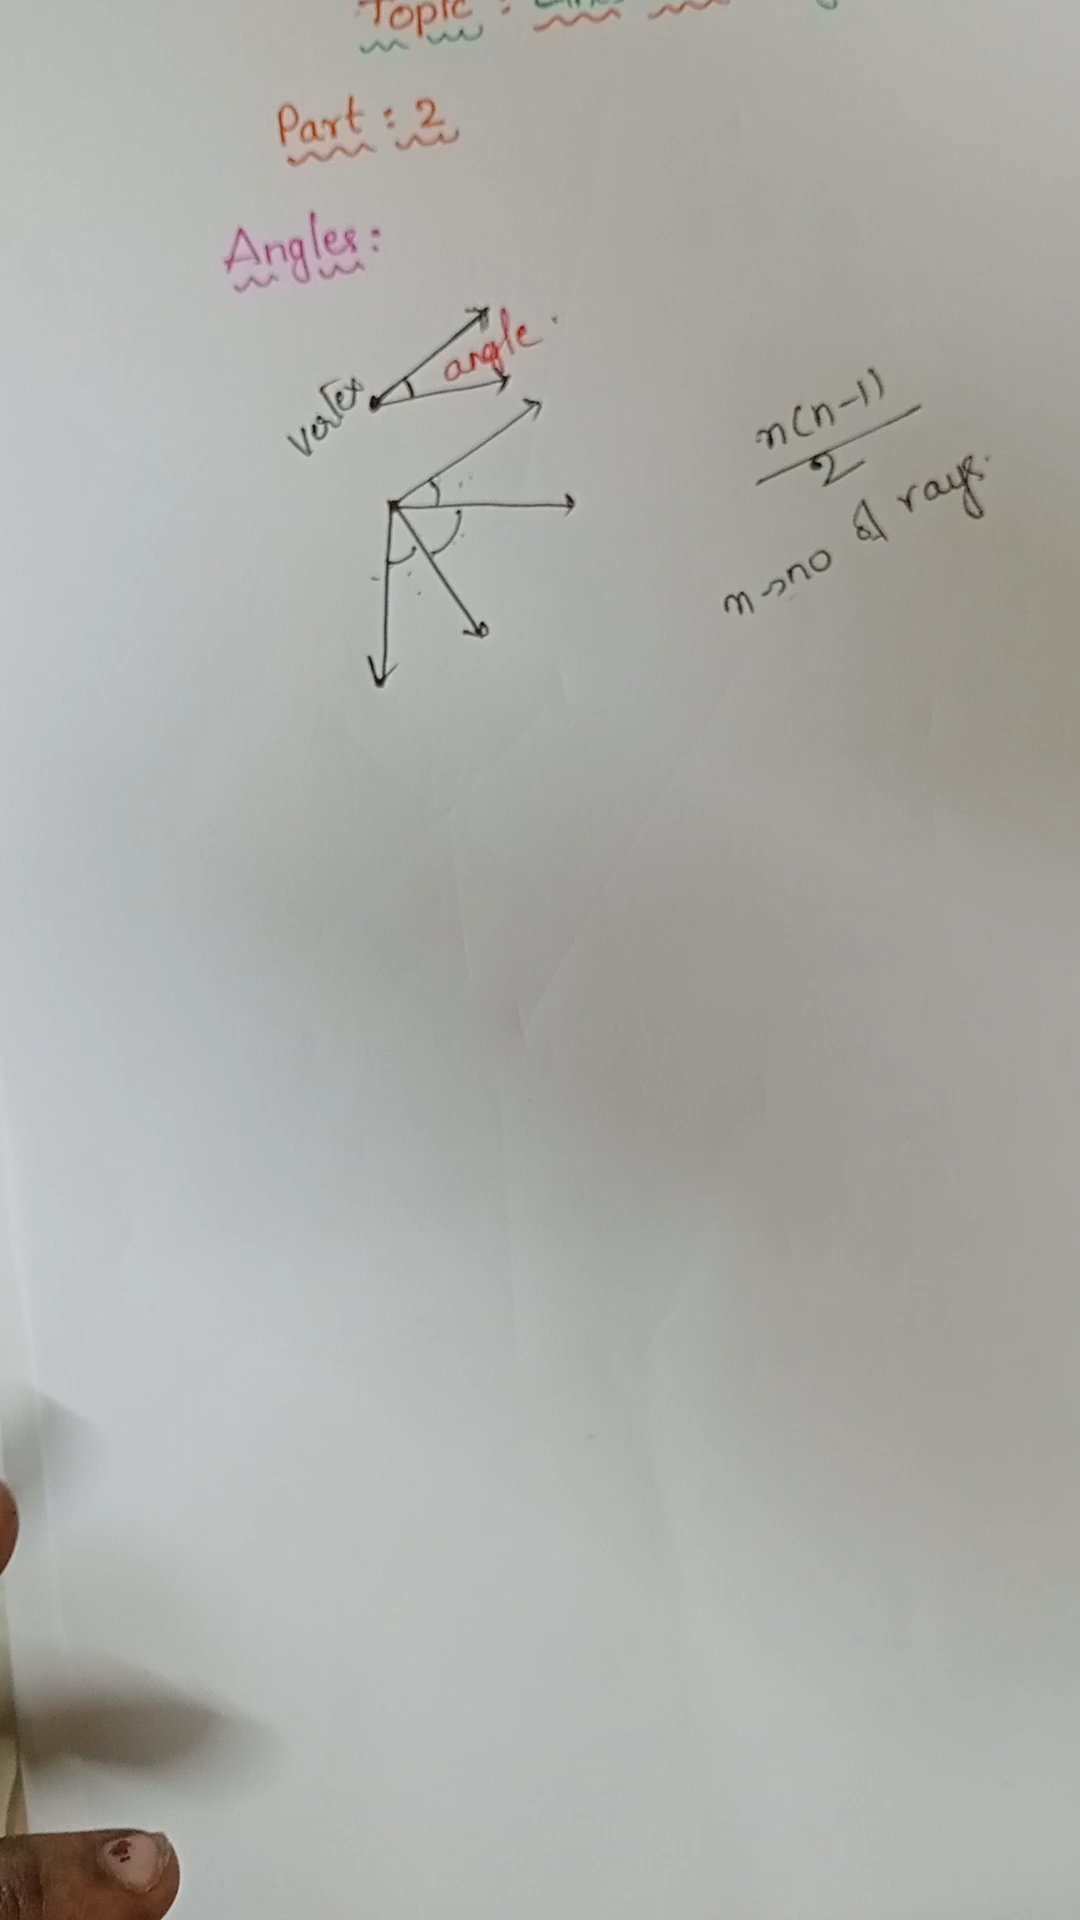 Topic :
Part : 2
Angles :
angle.
vertex
n(n-1)
2
n→no of rays.